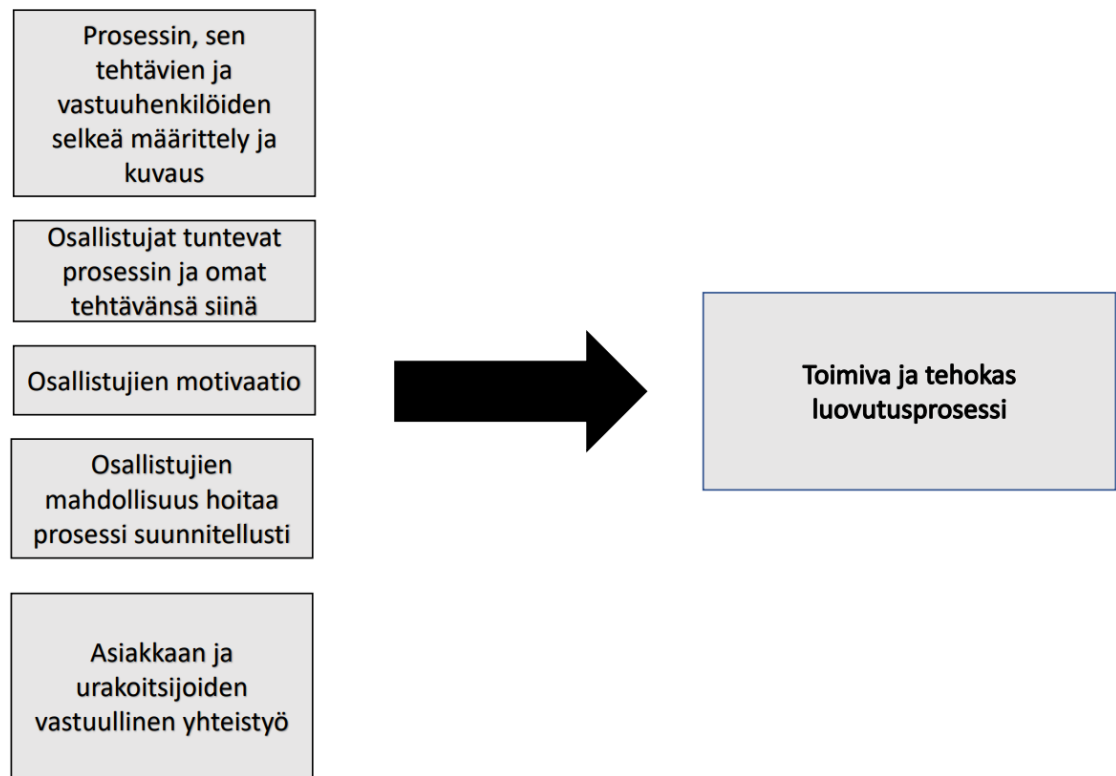 Prosessin, sen
tehtävien ja
vastuuhenkilöiden
selkeä määrittely ja
kuvaus
Osallistujat tuntevat
prosessin ja omat
tehtävänsä siinä
Osallistujien motivaatio
Osallistujien
mahdollisuus hoitaa
prosessi suunnitellusti
Asiakkaan ja
urakoitsijoiden
vastuullinen yhteistyö
Toimiva ja tehokas
luovutusprosessi